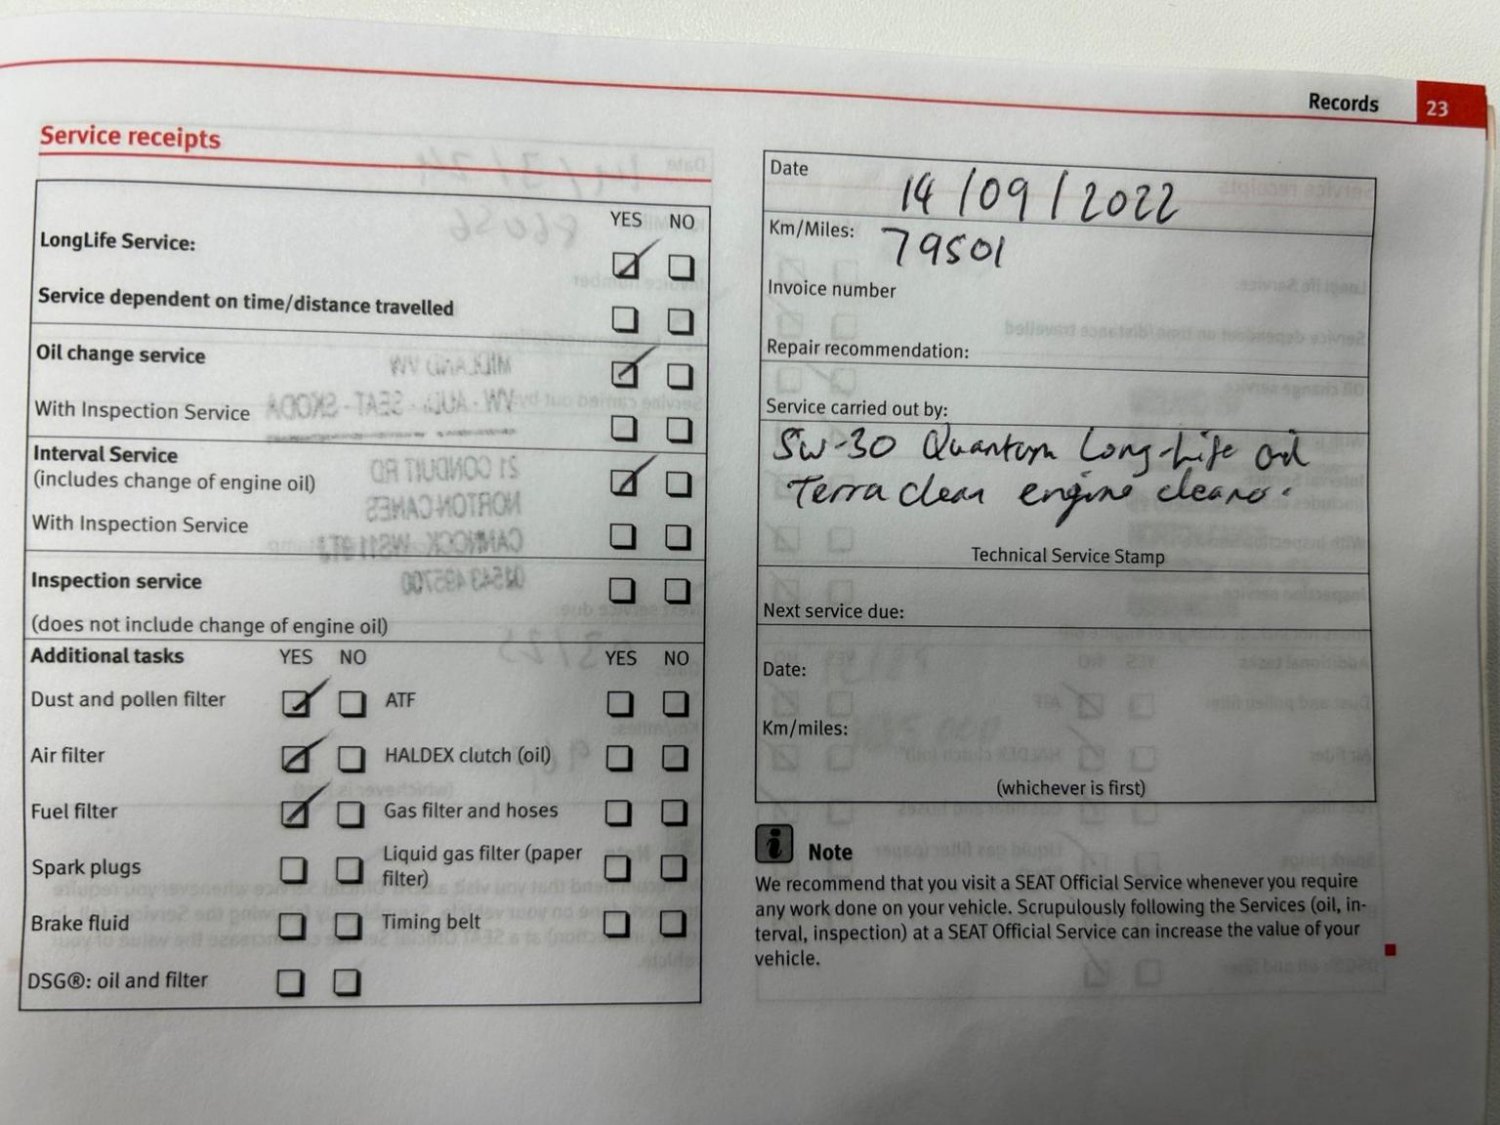 Records 23
Service receipts
YES NO
LongLife Service:
Service dependent on time/distance travelled
Oil change service
With Inspection Service
Interval Service
(includes change of engine oil)
With Inspection Service
Inspection service
(does not include change of engine oil)
Additional tasks YES NO YES NO
Dust and pollen filter ATF
Air filter HALDEX clutch (oil)
Fuel filter Gas filter and hoses
Spark plugs Liquid gas filter (paper
filter)
Brake fluid Timing belt
DSG®: oil and filter
Date 14/09/2022
Km/Miles: 79501
Invoice number
Repair recommendation:
Service carried out by:
5W-30 Quantum Long-Life oil
Terraclean engine cleaner.
Technical Service Stamp
Next service due:
Date:
Km/miles:
(whichever is first)
i Note
We recommend that you visit a SEAT Official Service whenever you require
any work done on your vehicle. Scrupulously following the Services (oil, in-
terval, inspection) at a SEAT Official Service can increase the value of your
vehicle.